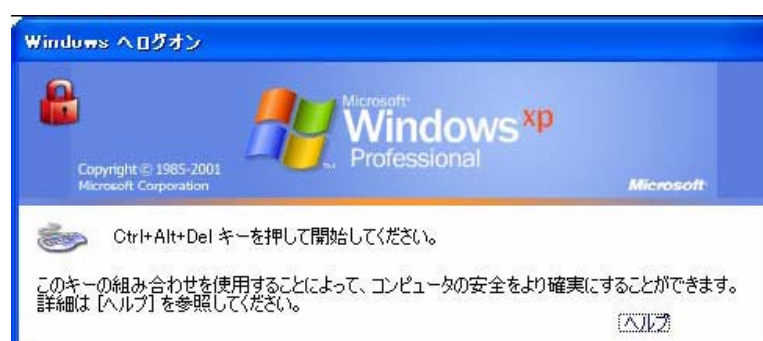 Windows へログオン
Microsoft
Windows xp
Professional
Copyright © 1985-2001
Microsoft Corporation
Microsoft
Ctrl+Alt+Del キーを押して開始してください。
このキーの組み合わせを使用することによって、コンピュータの安全をより確実にすることができます。
詳細は [ヘルプ] を参照してください。
ヘルプ